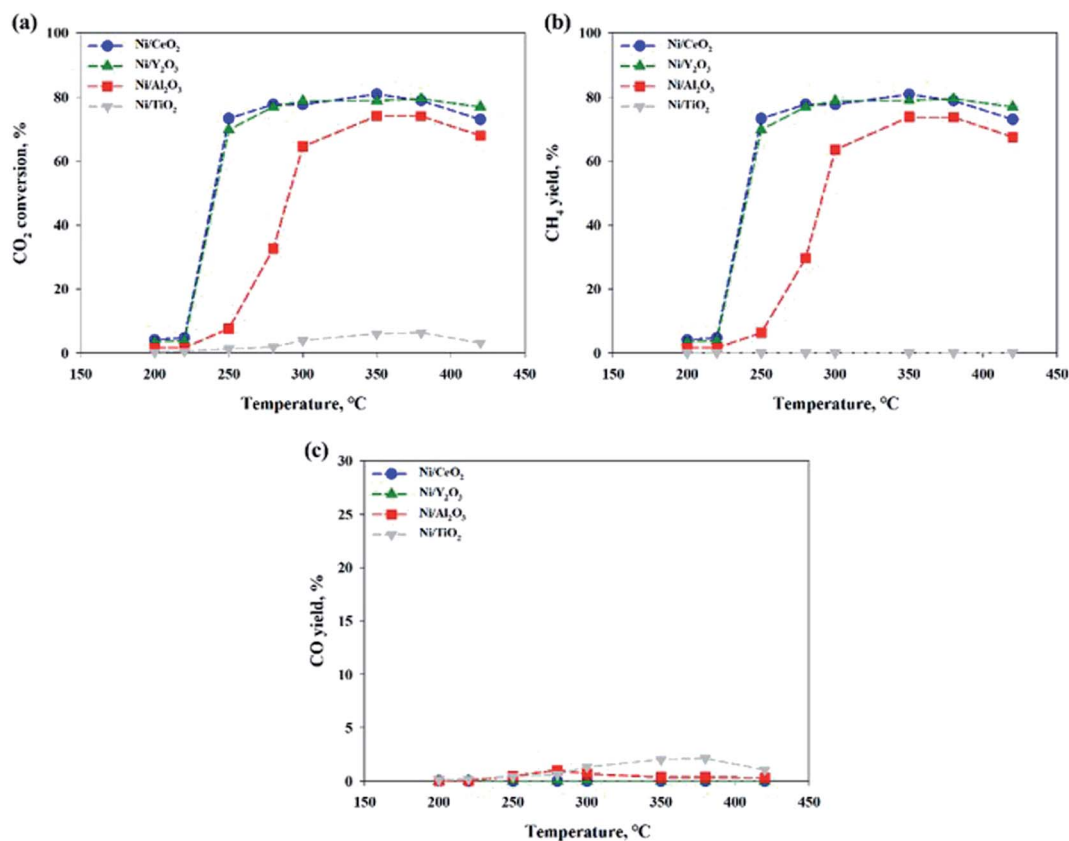 (a)
100
80
60
40
20
0
CO₂ conversion, %
Ni/CeO₂
Ni/Y₂O₃
Ni/Al₂O₃
Ni/TiO₂
150 200 250 300 350 400 450
Temperature, °C
(b)
100
80
60
40
20
0
CH₄ yield, %
Ni/CeO₂
Ni/Y₂O₃
Ni/Al₂O₃
Ni/TiO₂
150 200 250 300 350 400 450
Temperature, °C
(c)
30
25
20
15
10
5
0
CO yield, %
Ni/CeO₂
Ni/Y₂O₃
Ni/Al₂O₃
Ni/TiO₂
150 200 250 300 350 400 450
Temperature, °C